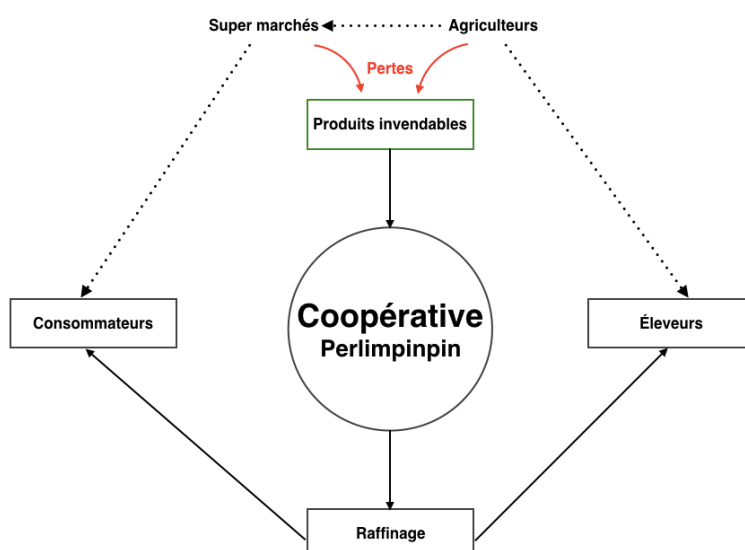 Super marchés
Agriculteurs
Pertes
Produits invendables
Coopérative
Perlimpinpin
Consommateurs
Éleveurs
Raffinage